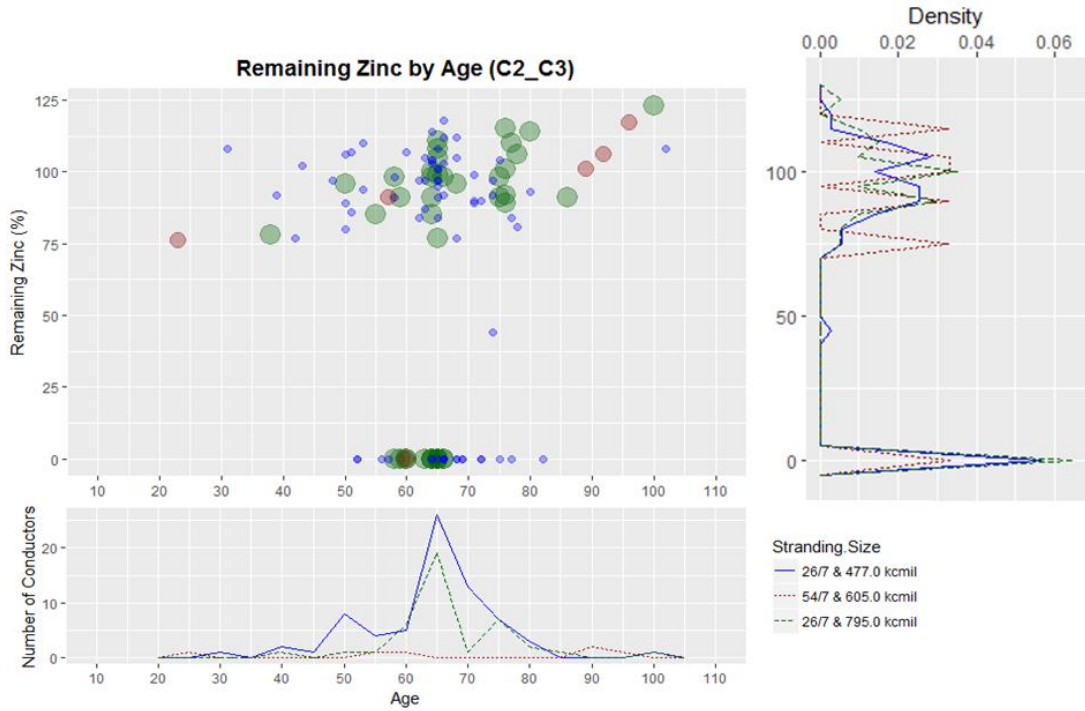 Density
0.00 0.02 0.04 0.06
Remaining Zinc by Age (C2_C3)
125
100
75
50
25
0
Remaining Zinc (%)
10 20 30 40 50 60 70 80 90 100 110
100
50
0
20
10
0
Number of Conductors
10 20 30 40 50 60 70 80 90 100 110
Age
Stranding.Size
26/7 & 477.0 kcmil
54/7 & 605.0 kcmil
26/7 & 795.0 kcmil